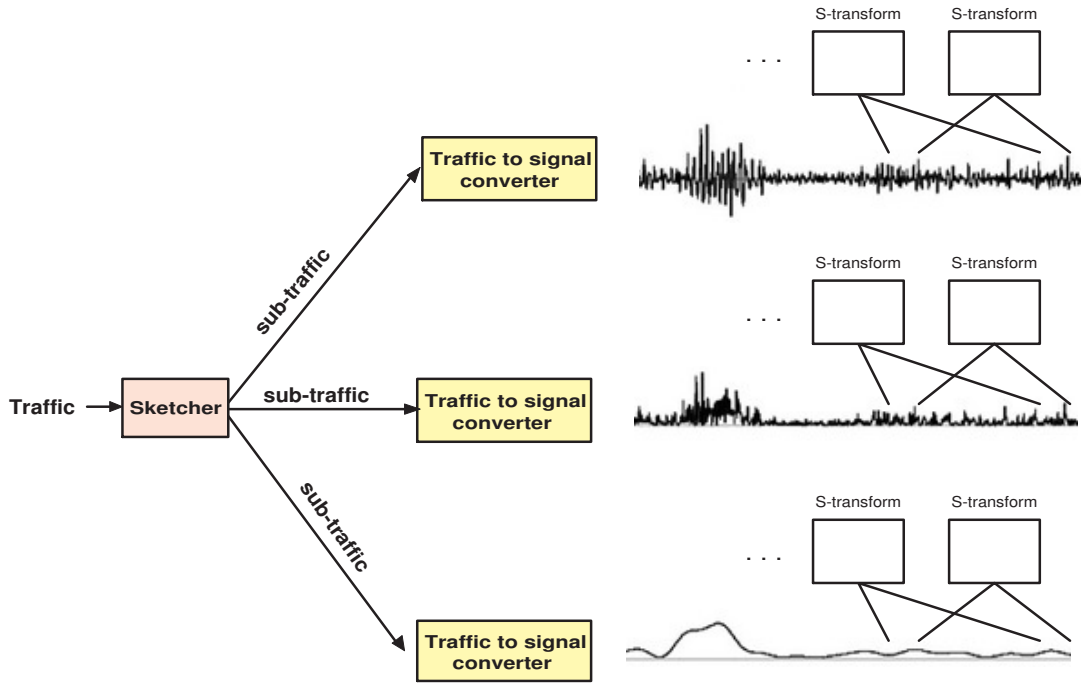 S-transform S-transform
. . .
Traffic to signal
converter
sub-traffic
S-transform S-transform
. . .
Traffic
Sketcher
sub-traffic
Traffic to signal
converter
S-transform S-transform
. . .
sub-traffic
Traffic to signal
converter